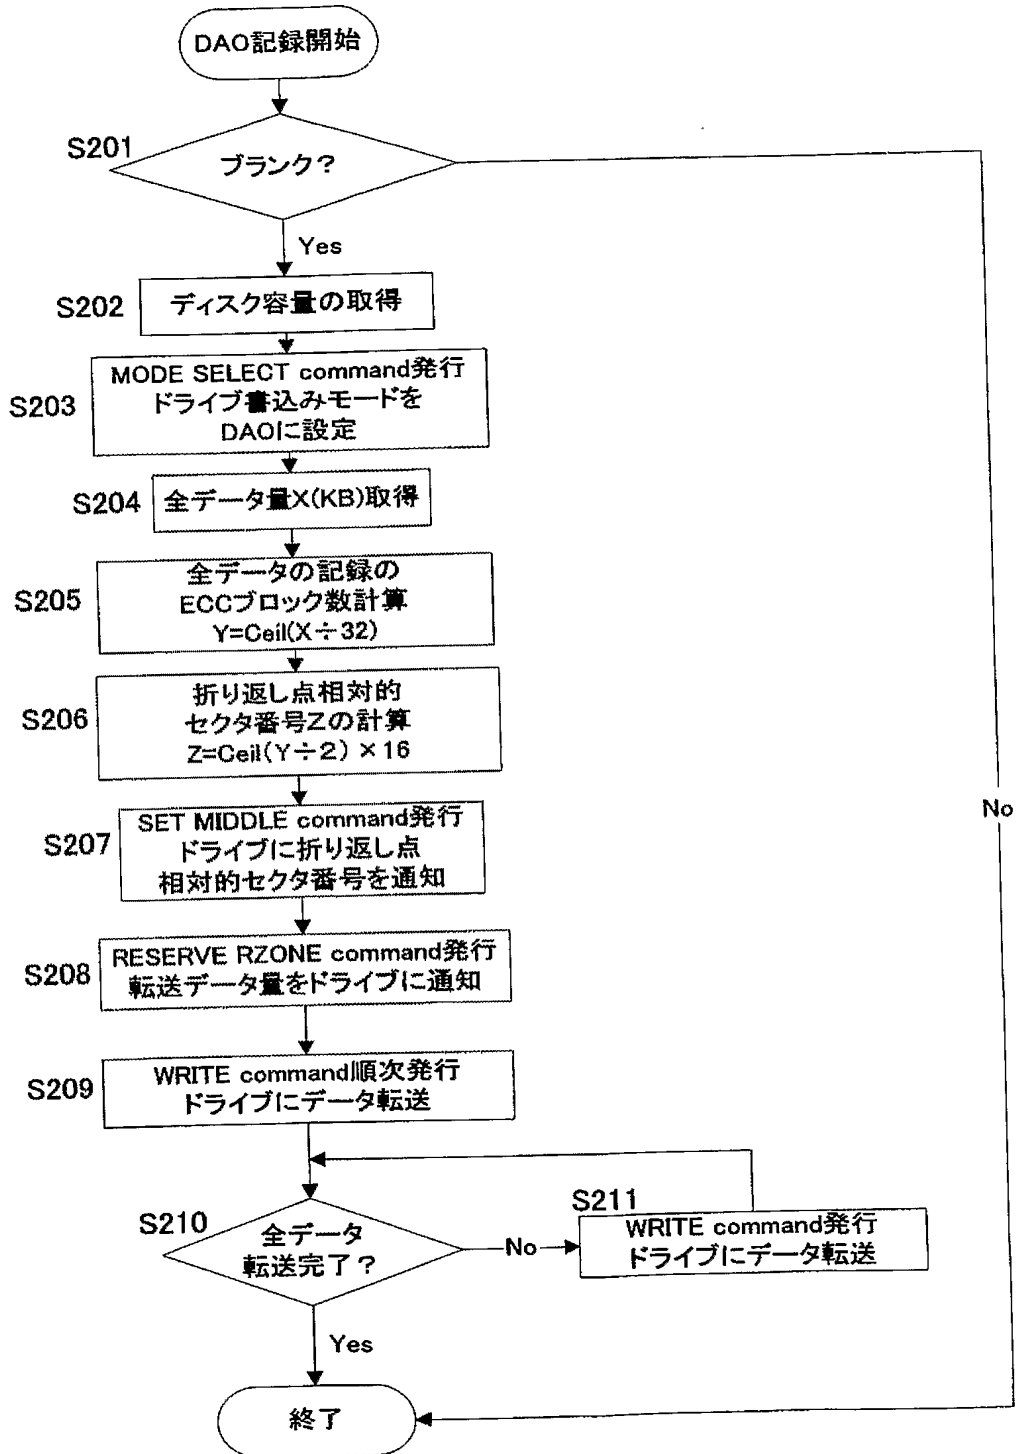 DAO記録開始
S201
ブランク?
Yes
S202
ディスク容量の取得
S203
MODE SELECT command発行
ドライブ書込みモードを
DAOに設定
S204
全データ量X(KB)取得
S205
全データの記録の
ECCブロック数計算
Y=Ceil(X÷32)
S206
折り返し点相対的
セクタ番号Zの計算
Z=Ceil(Y÷2)×16
No
S207
SET MIDDLE command発行
ドライブに折り返し点
相対的セクタ番号を通知
S208
RESERVE RZONE command発行
転送データ量をドライブに通知
S209
WRITE command順次発行
ドライブにデータ転送
S210
全データ
転送完了?
No
S211
WRITE command発行
ドライブにデータ転送
Yes
終了